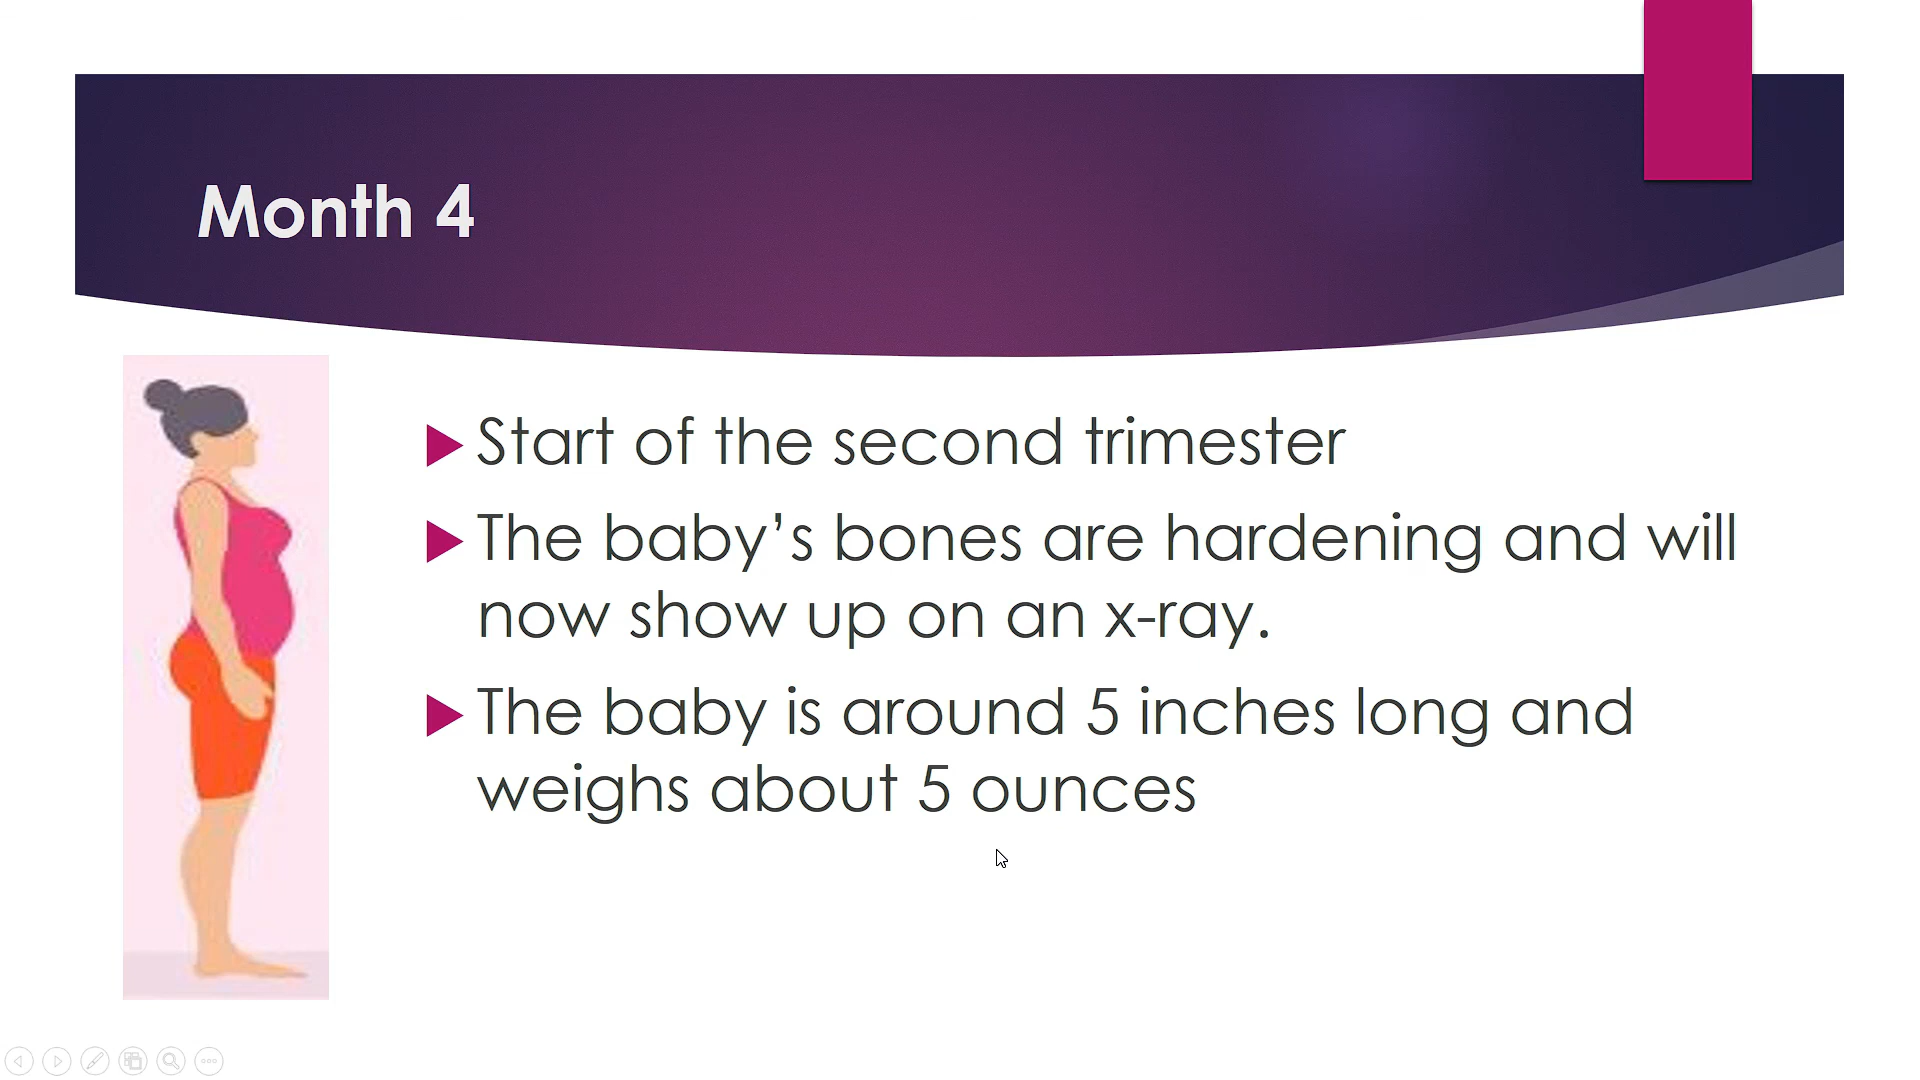 Month 4
Start of the second trimester
The baby’s bones are hardening and will
now show up on an x-ray.
The baby is around 5 inches long and
weighs about 5 ounces